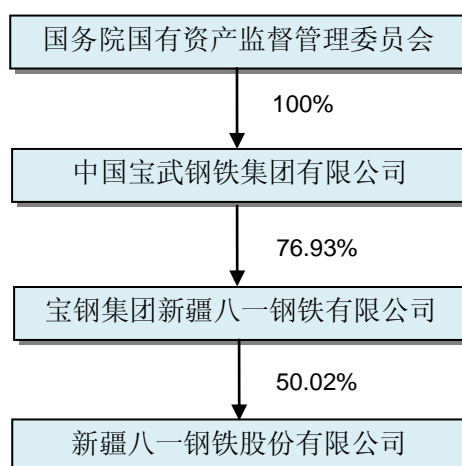 国务院国有资产监督管理委员会
100%
中国宝武钢铁集团有限公司
76.93%
宝钢集团新疆八一钢铁有限公司
50.02%
新疆八一钢铁股份有限公司